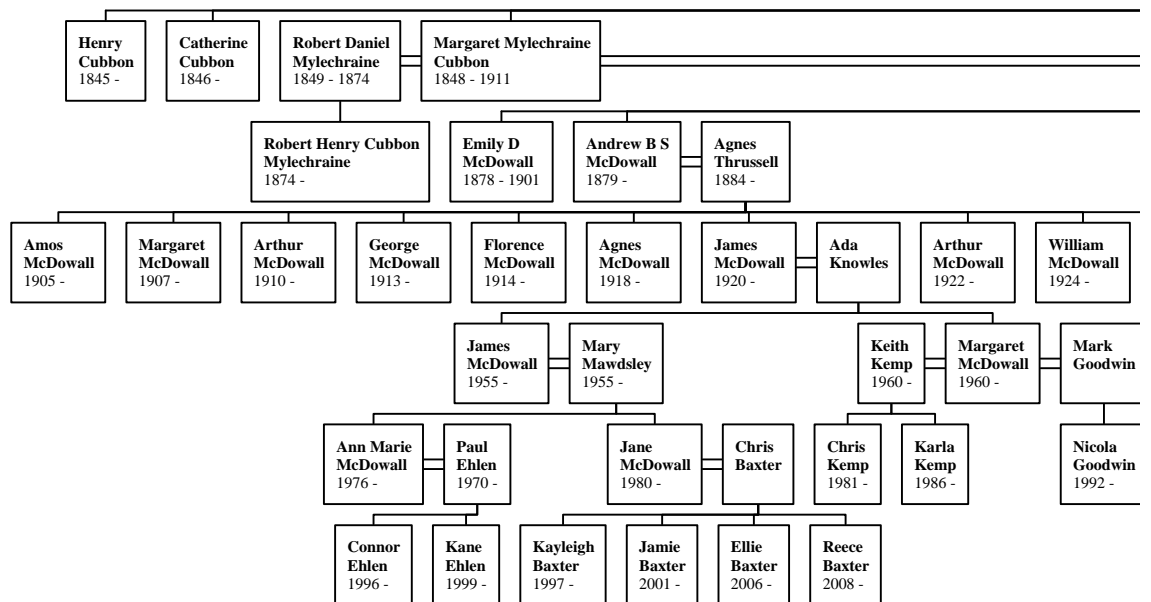 Henry
Cubbon
1845 -
Catherine
Cubbon
1846 -
Robert Daniel
Mylechraine
1849 - 1874
Margaret Mylechraine
Cubbon
1848 - 1911
Robert Henry Cubbon
Mylechraine
1874 -
Emily D
McDowall
1878 - 1901
Andrew B S
McDowall
1879 -
Agnes
Thrussell
1884 -
Amos
McDowall
1905 -
Margaret
McDowall
1907 -
Arthur
McDowall
1910 -
George
McDowall
1913 -
Florence
McDowall
1914 -
Agnes
McDowall
1918 -
James
McDowall
1920 -
Ada
Knowles
Arthur
McDowall
1922 -
William
McDowall
1924 -
James
McDowall
1955 -
Mary
Mawdsley
1955 -
Keith
Kemp
1960 -
Margaret
McDowall
1960 -
Mark
Goodwin
Ann Marie
McDowall
1976 -
Paul
Ehlen
1970 -
Jane
McDowall
1980 -
Chris
Baxter
Chris
Kemp
1981 -
Karla
Kemp
1986 -
Nicola
Goodwin
1992 -
Connor
Ehlen
1996 -
Kane
Ehlen
1999 -
Kayleigh
Baxter
1997 -
Jamie
Baxter
2001 -
Ellie
Baxter
2006 -
Reece
Baxter
2008 -